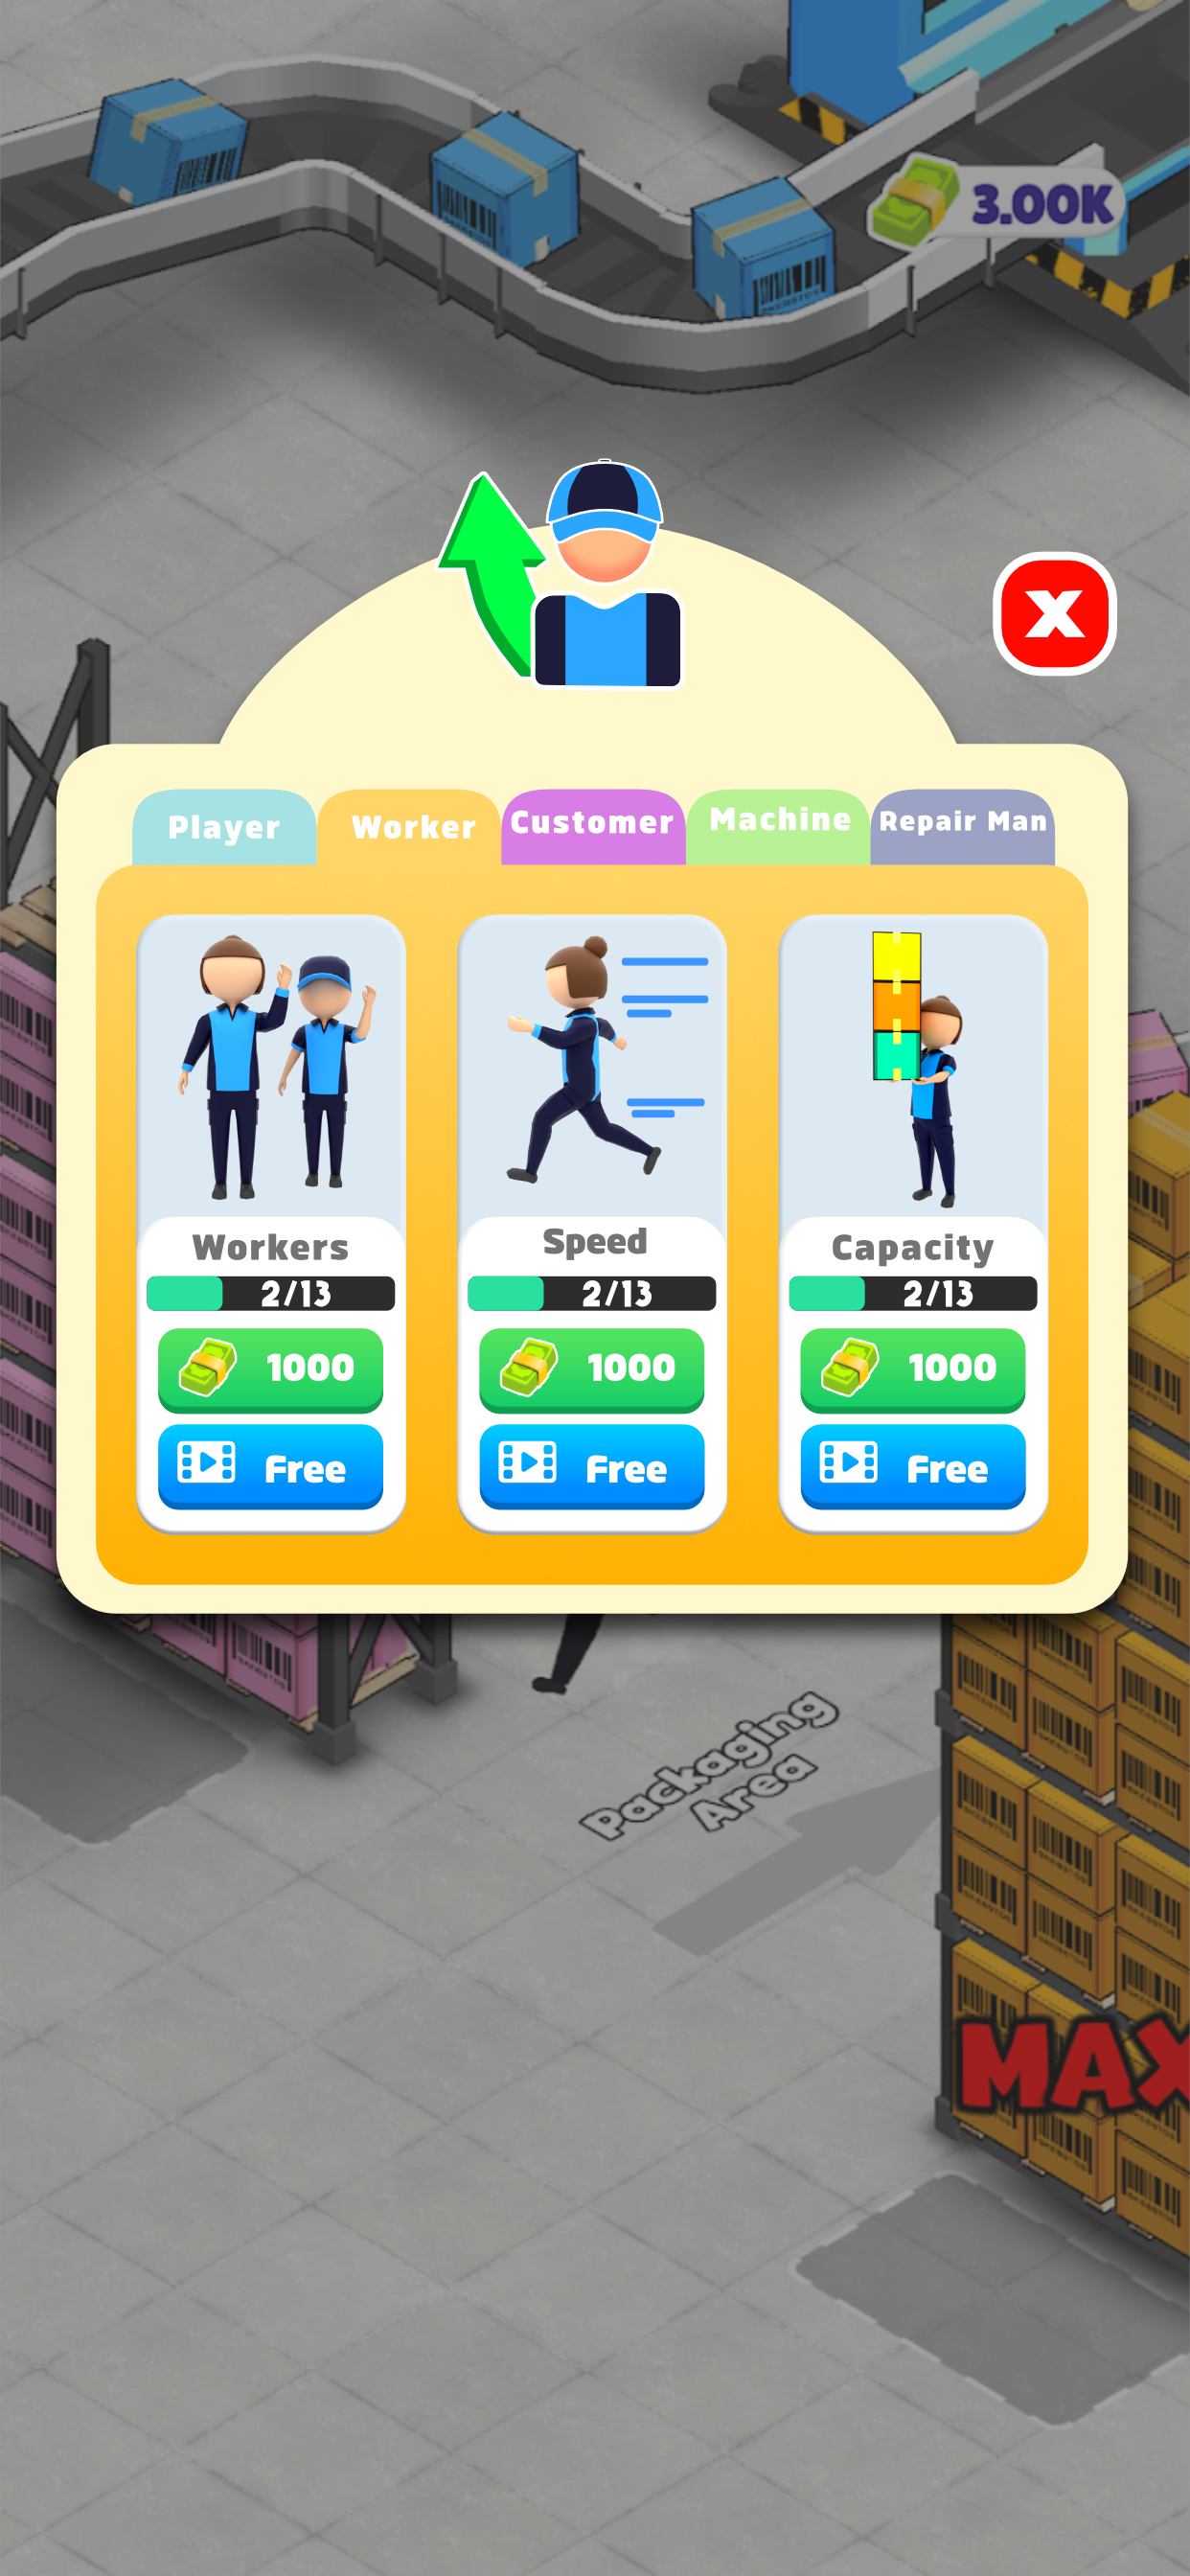 3.00K
X
Player Worker Customer Machine Repair Man
Workers Speed Capacity
2/13 2/13 2/13
1000 1000 1000
Free Free Free
Packaging
Area
MAX